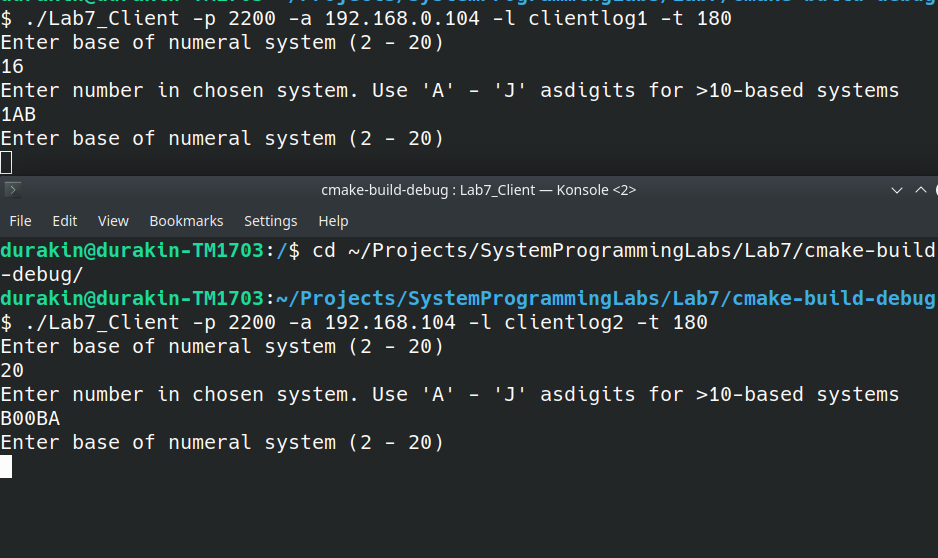 $ ./Lab7_Client -p 2200 -a 192.168.0.104 -l clientlog1 -t 180
Enter base of numeral system (2 - 20)
16
Enter number in chosen system. Use 'A' - 'J' asdigits for >10-based systems
1AB
Enter base of numeral system (2 - 20)
cmake-build-debug : Lab7_Client — Konsole <2>
File Edit View Bookmarks Settings Help
durakin@durakin-TM1703:/$ cd ~/Projects/SystemProgrammingLabs/Lab7/cmake-build
-debug/
durakin@durakin-TM1703:~/Projects/SystemProgrammingLabs/Lab7/cmake-build-debug
$ ./Lab7_Client -p 2200 -a 192.168.104 -l clientlog2 -t 180
Enter base of numeral system (2 - 20)
20
Enter number in chosen system. Use 'A' - 'J' asdigits for >10-based systems
B00BA
Enter base of numeral system (2 - 20)